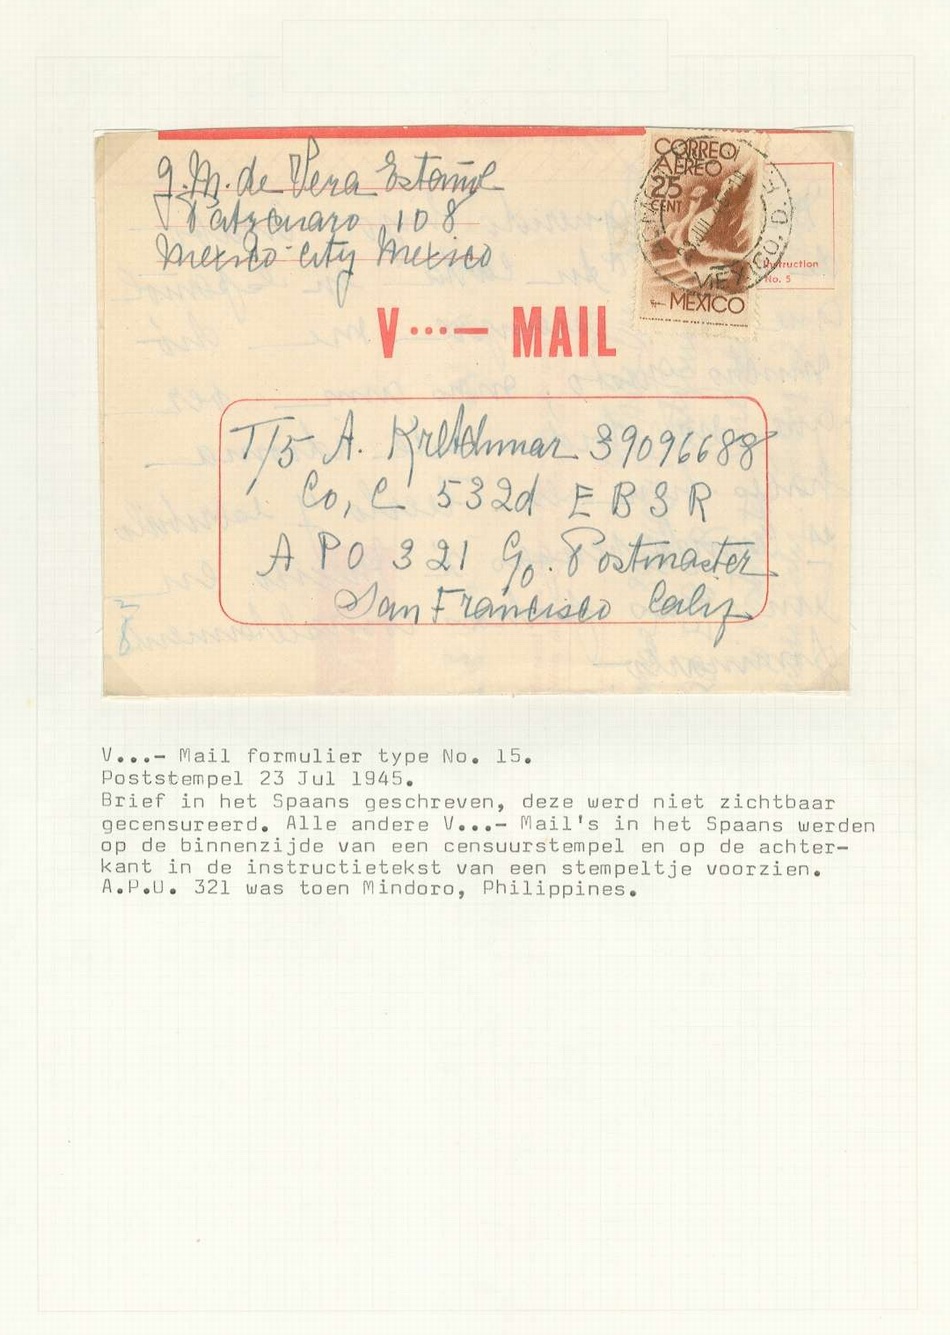 J. M. de Vera Estañol
Patzcuaro 108
Mexico City Mexico
CORREO
AEREO
25
CENT
MEXICO
MEXICO, D. F.
Instruction
No. 5
V...— MAIL
T/5 A. Kretchmar 39096688
Co, C 532d E B S R
A P O 321 Go. Postmaster
San Francisco Calif
V...- Mail formulier type No. 15.
Poststempel 23 Jul 1945.
Brief in het Spaans geschreven, deze werd niet zichtbaar
gecensureerd. Alle andere V...- Mail's in het Spaans werden
op de binnenzijde van een censuurstempel en op de achter-
kant in de instructietekst van een stempeltje voorzien.
A.P.U. 321 was toen Mindoro, Philippines.